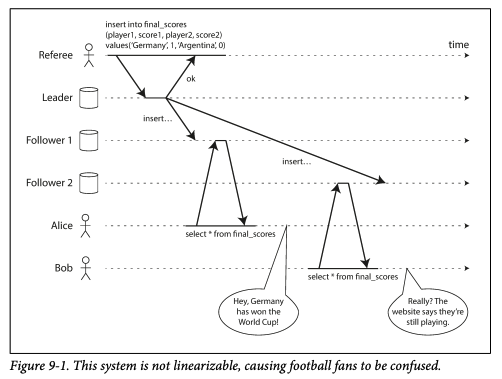 insert into final_scores
(player1, score1, player2, score2)
values('Germany', 1, 'Argentina', 0)
time
Referee
ok
Leader
insert…
Follower 1
insert…
Follower 2
Alice
select * from final_scores
Bob
select * from final_scores
Hey, Germany
has won the
World Cup!
Really? The
website says they're
still playing.
Figure 9-1. This system is not linearizable, causing football fans to be confused.